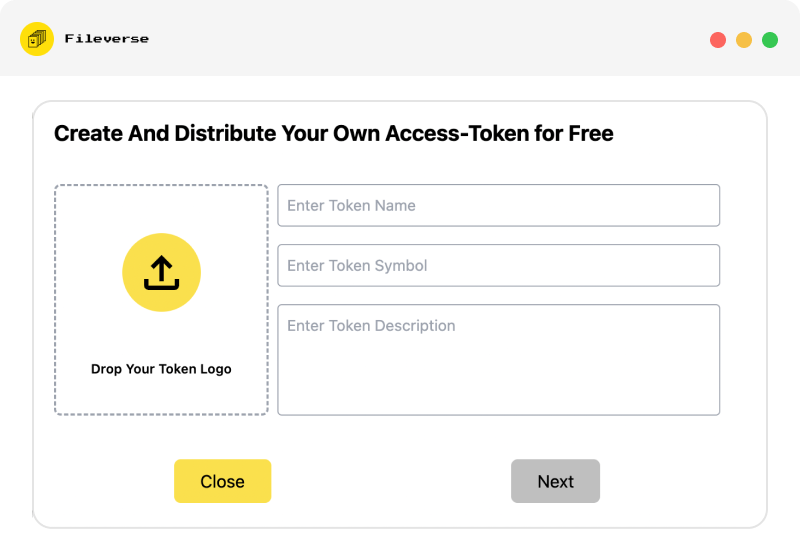 Fileverse
Create And Distribute Your Own Access-Token for Free
Enter Token Name
Enter Token Symbol
Enter Token Description
Drop Your Token Logo
Close
Next